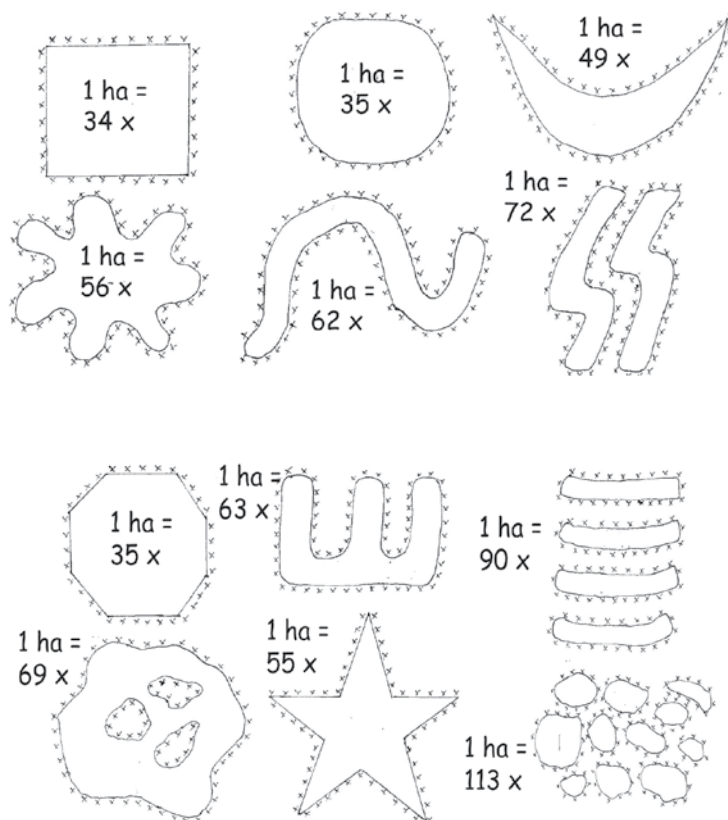 1 ha =
34 x
1 ha =
35 x
1 ha =
49 x
1 ha =
56 x
1 ha =
62 x
1 ha =
72 x
1 ha =
35 x
1 ha =
63 x
1 ha =
90 x
1 ha =
69 x
1 ha =
55 x
1 ha =
113 x